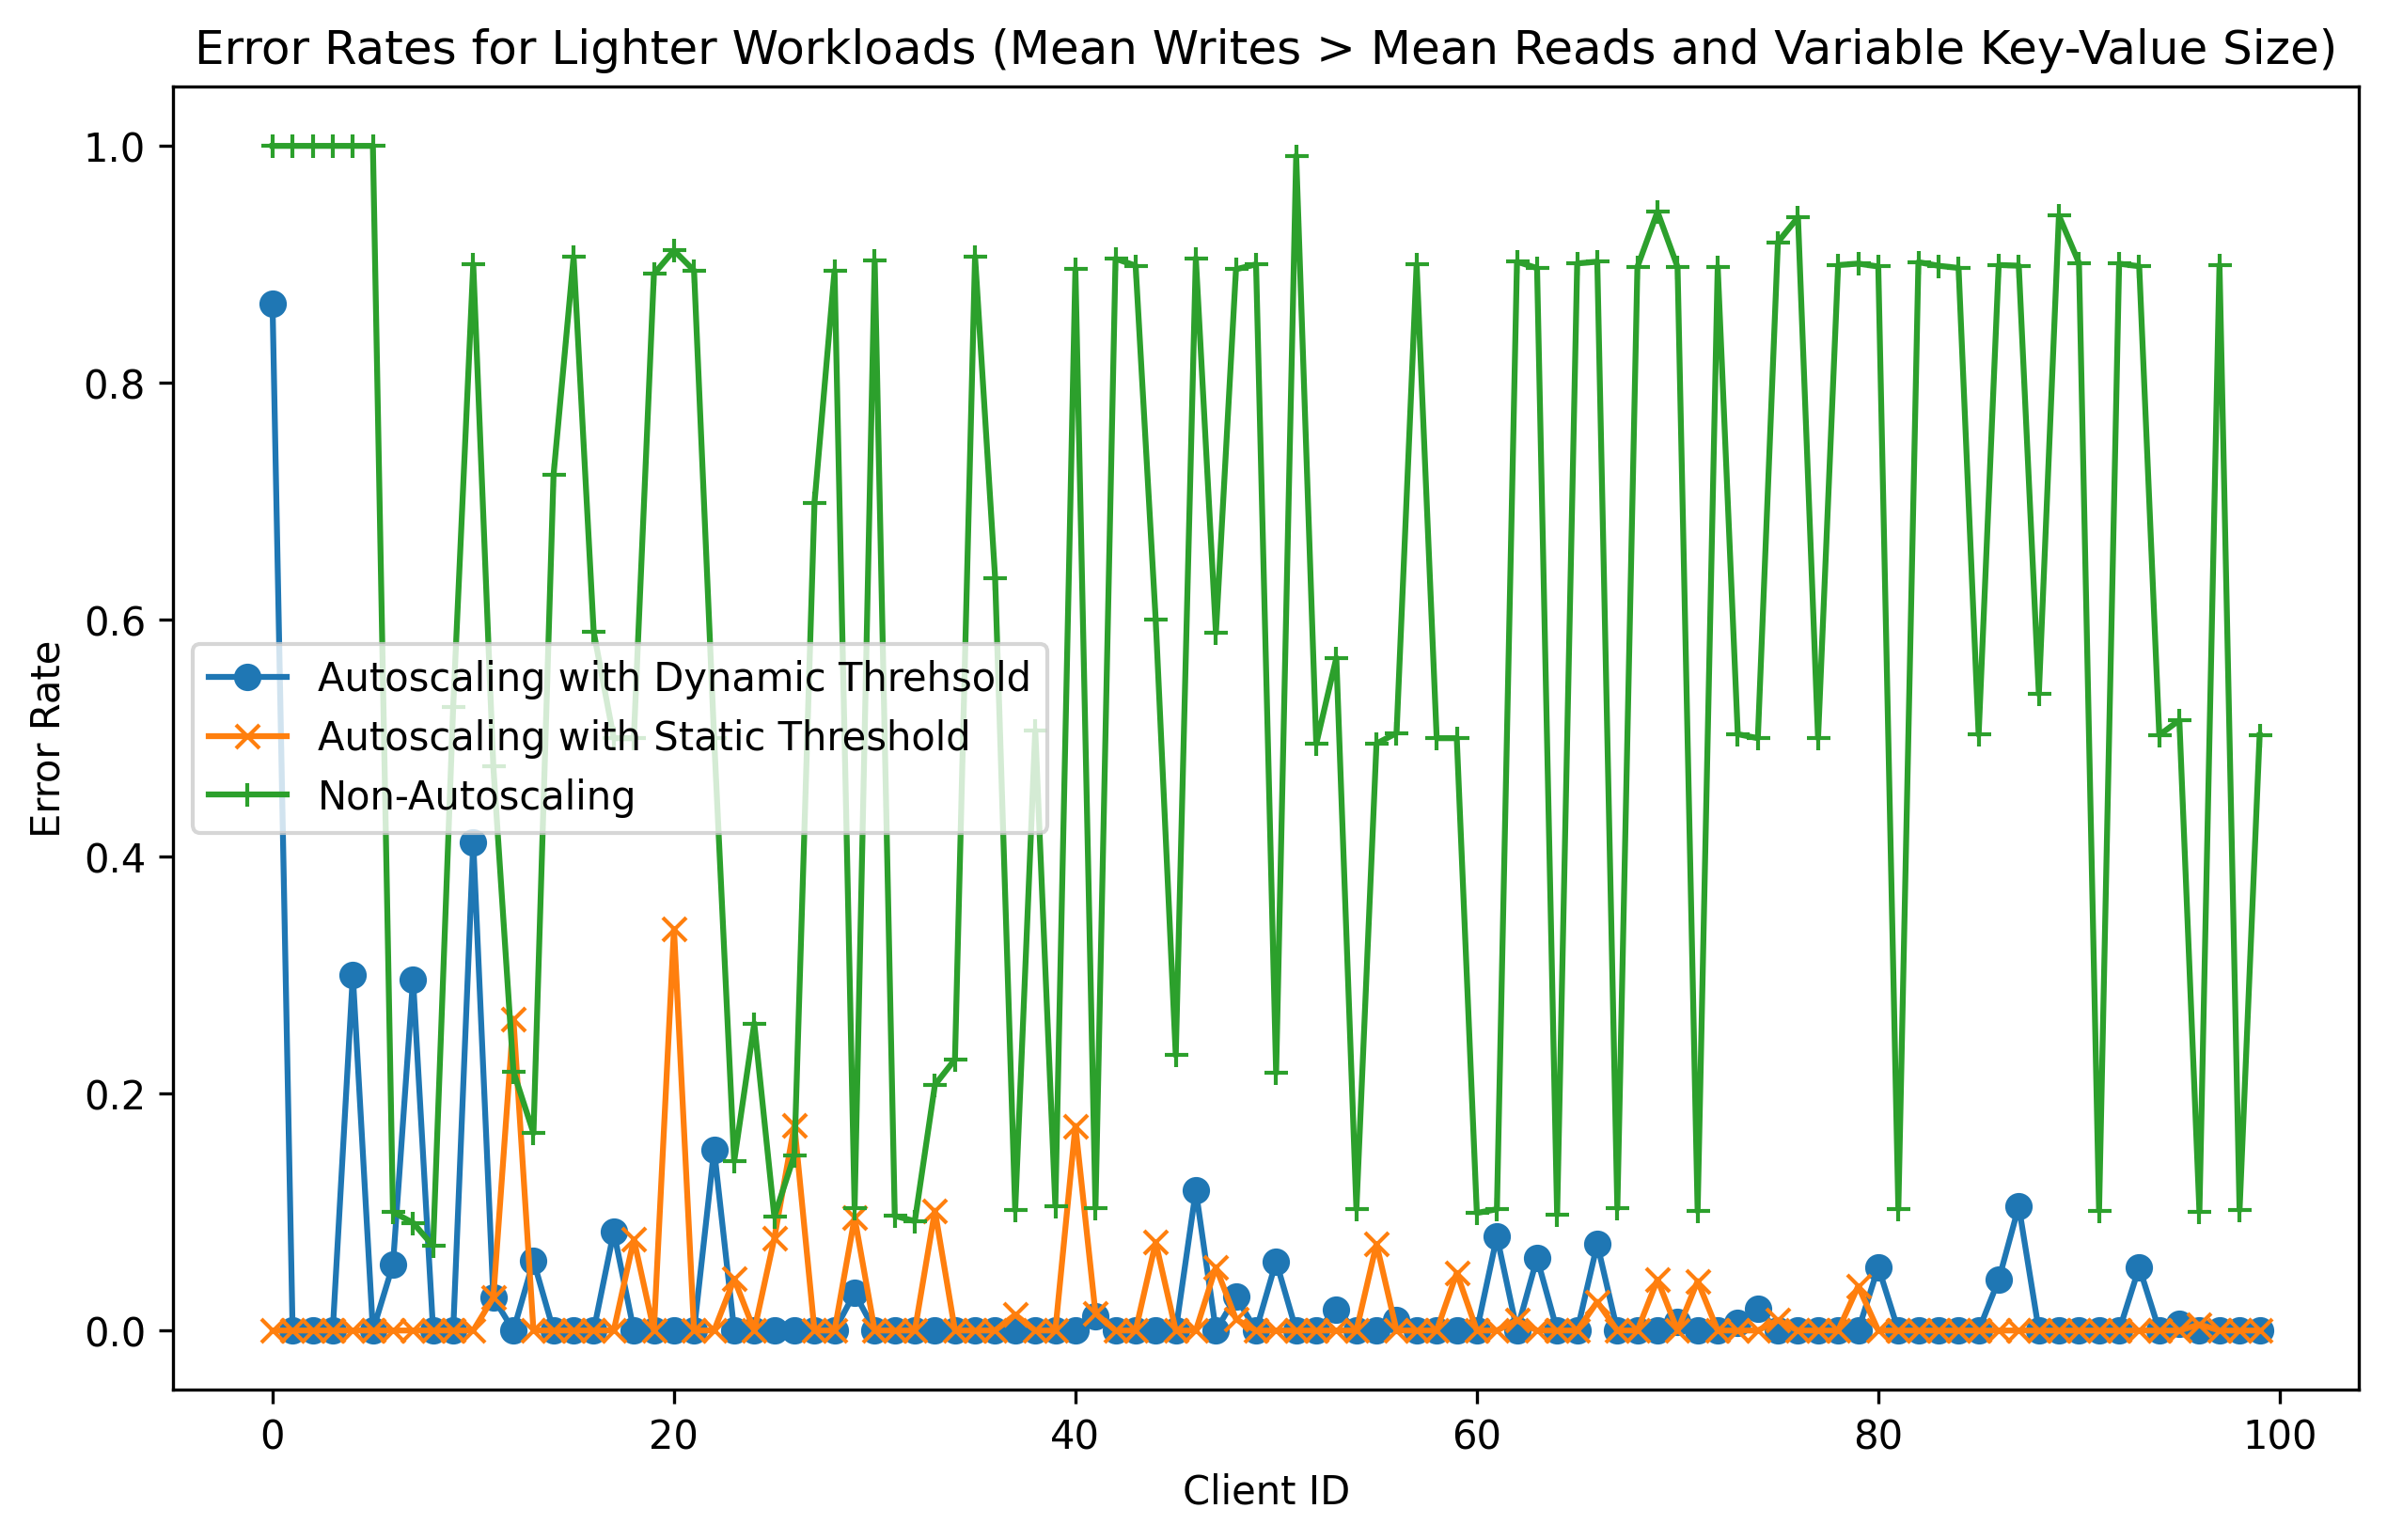 Error Rates for Lighter Workloads (Mean Writes > Mean Reads and Variable Key-Value Size)
1.0
0.8
0.6
0.4
0.2
0.0
Error Rate
Autoscaling with Dynamic Threhsold
Autoscaling with Static Threshold
Non-Autoscaling
0 20 40 60 80 100
Client ID